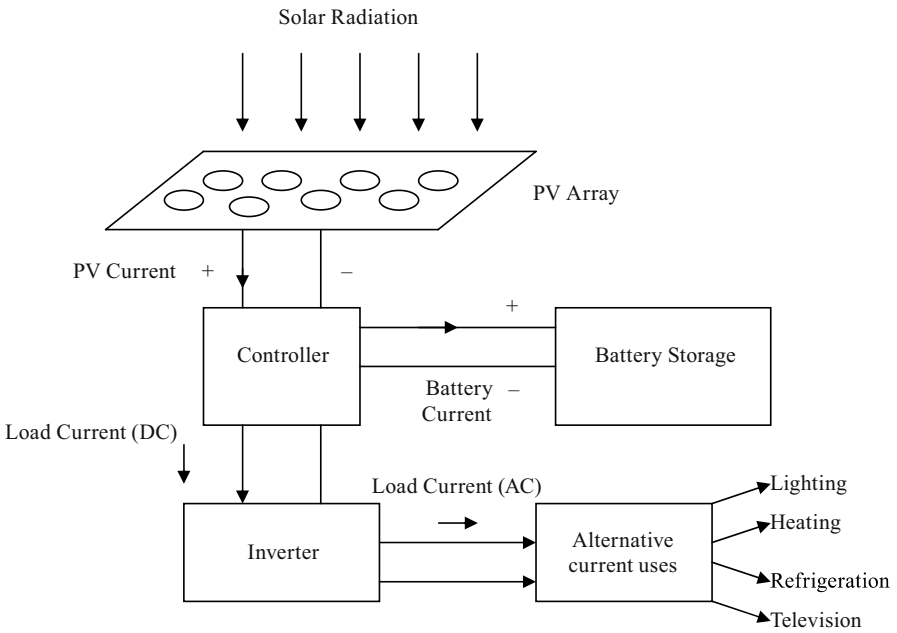 Solar Radiation
PV Array
PV Current + –
+
Controller
Battery Storage
Battery –
Current
Load Current (DC)
Load Current (AC)
Lighting
Heating
Inverter
Alternative
current uses
Refrigeration
Television